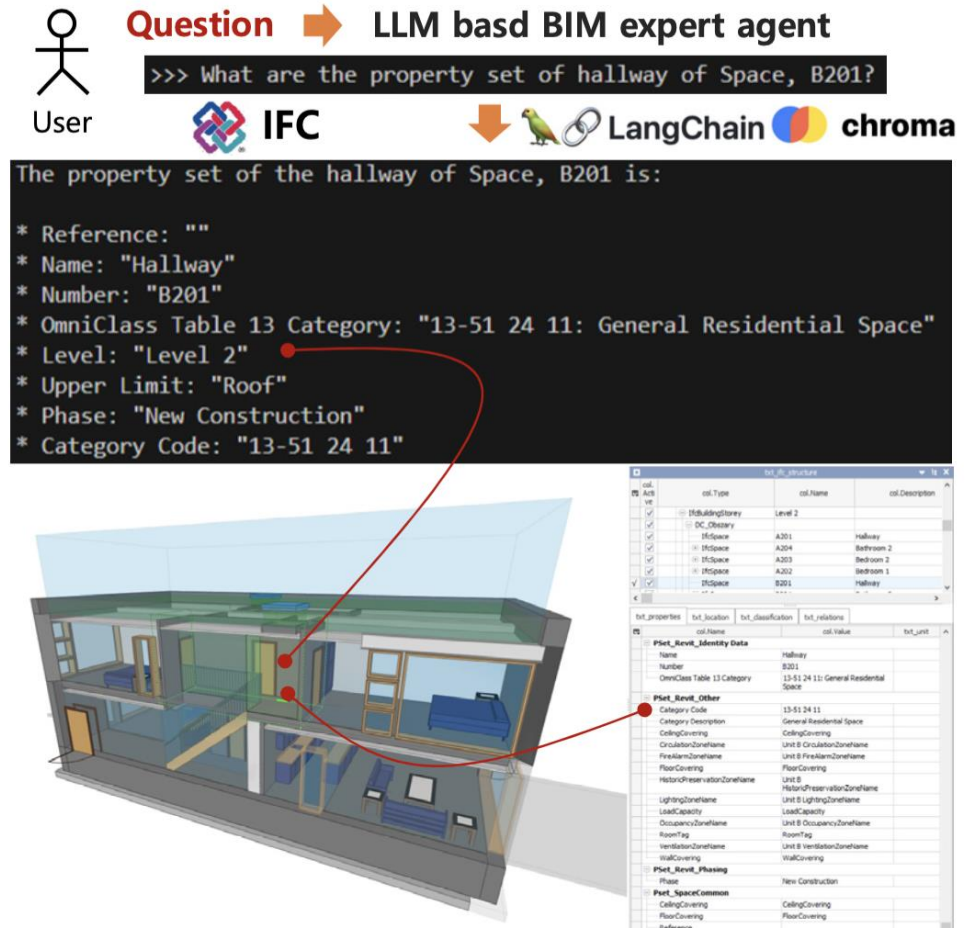 Question
LLM basd BIM expert agent
>>> What are the property set of hallway of Space, B201?
User
IFC
LangChain
chroma
The property set of the hallway of Space, B201 is:
* Reference: ""
* Name: "Hallway"
* Number: "B201"
* OmniClass Table 13 Category: "13-51 24 11: General Residential Space"
* Level: "Level 2"
* Upper Limit: "Roof"
* Phase: "New Construction"
* Category Code: "13-51 24 11"
txt_ifc_structure
col. Acti ve col.Type col.Name col.Description
IfcBuildingStorey Level 2
DC_Obszary
IfcSpace A201 Hallway
IfcSpace A204 Bathroom 2
IfcSpace A203 Bedroom 2
IfcSpace A202 Bedroom 1
IfcSpace B201 Hallway
txt_properties txt_location txt_classification txt_relations
col.Name col.Value txt_unit
PSet_Revit_Identity Data
Name Hallway
Number B201
OmniClass Table 13 Category 13-51 24 11: General Residential
Space
PSet_Revit_Other
Category Code 13-51 24 11
Category Description General Residential Space
CeilingCovering CeilingCovering
CirculationZoneName Unit B CirculationZoneName
FireAlarmZoneName Unit B FireAlarmZoneName
FloorCovering FloorCovering
HistoricPreservationZoneName Unit B
HistoricPreservationZoneName
LightingZoneName Unit B LightingZoneName
LoadCapacity LoadCapacity
OccupancyZoneName Unit B OccupancyZoneName
RoomTag RoomTag
VentilationZoneName Unit B VentilationZoneName
WallCovering WallCovering
PSet_Revit_Phasing
Phase New Construction
Pset_SpaceCommon
CeilingCovering CeilingCovering
FloorCovering FloorCovering
Reference